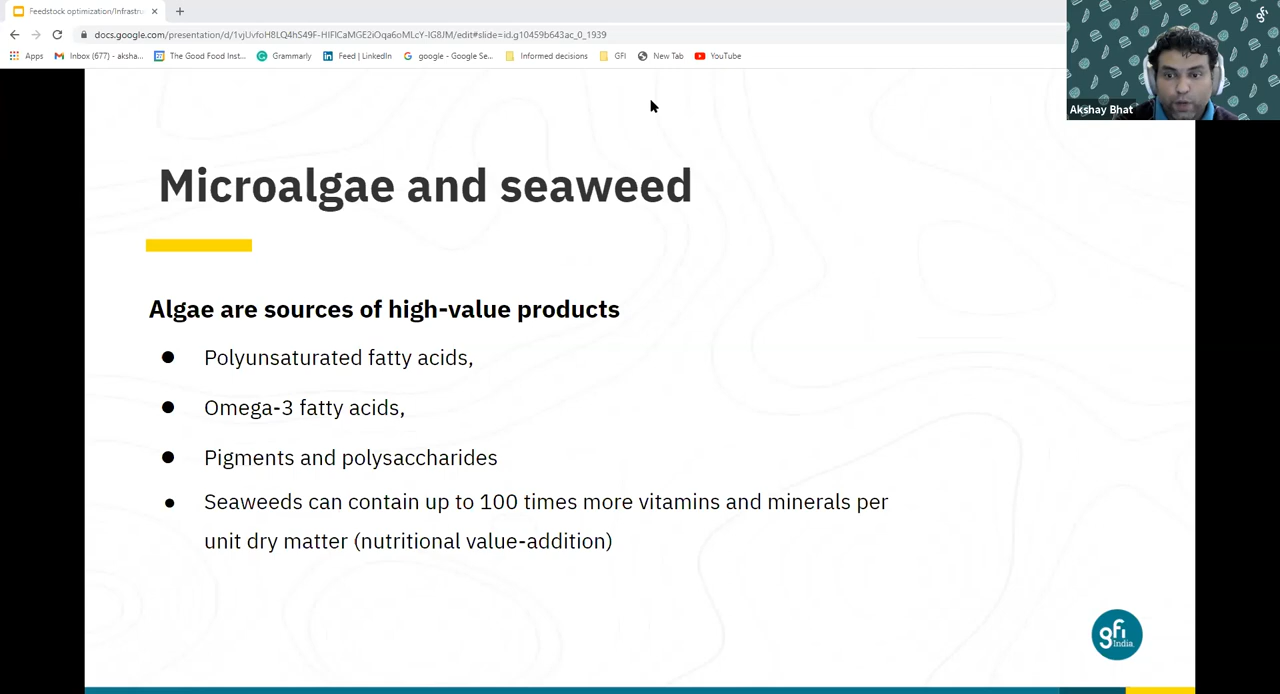 Feedstock optimization/Infrastru
docs.google.com/presentation/d/1vjUvfoH8LQ4hS49F-HIFlCaMGE2iOqa6oMLcY-IG8JM/edit#slide=id.g10459b643ac_0_1939
Apps
Inbox (677) - aksha...
The Good Food Inst...
Grammarly
Feed | LinkedIn
google - Google Se...
Informed decisions
GFI
New Tab
YouTube
gfi
Akshay Bhat
Microalgae and seaweed
Algae are sources of high-value products
● Polyunsaturated fatty acids,
● Omega-3 fatty acids,
● Pigments and polysaccharides
● Seaweeds can contain up to 100 times more vitamins and minerals per
unit dry matter (nutritional value-addition)
gfi
India